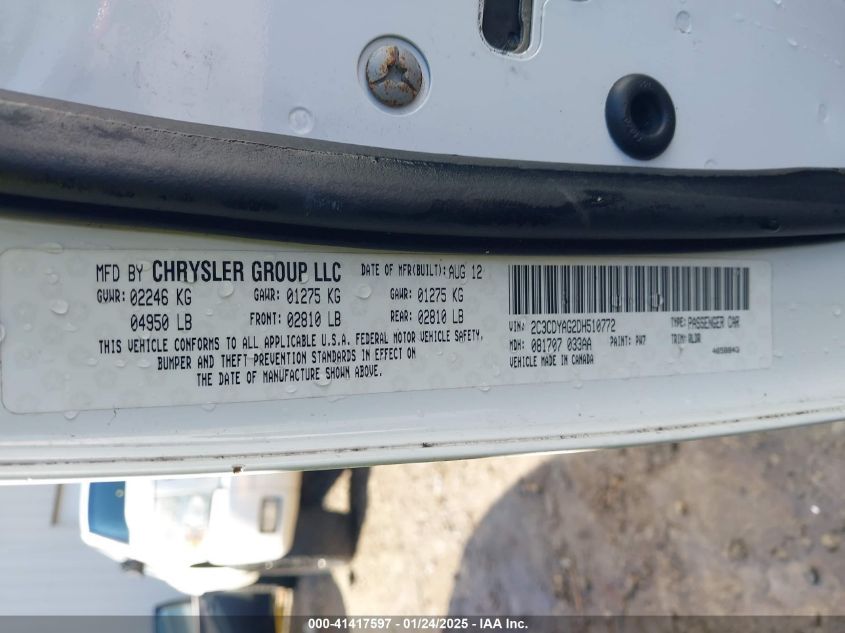 MFD BY CHRYSLER GROUP LLC DATE OF MFR(BUILT): AUG 12
GVWR: 02246 KG GAWR: 01275 KG GAWR: 01275 KG
04950 LB FRONT: 02810 LB REAR: 02810 LB
THIS VEHICLE CONFORMS TO ALL APPLICABLE U.S.A. FEDERAL MOTOR VEHICLE SAFETY,
BUMPER AND THEFT PREVENTION STANDARDS IN EFFECT ON
THE DATE OF MANUFACTURE SHOWN ABOVE.
VIN: 2C3CDYAG2DH510772 TYPE: PASSENGER CAR
MDH: 081707 033AA PAINT: PW7 TRIM: RLDR
VEHICLE MADE IN CANADA
000-41417597 - 01/24/2025 - IAA Inc.